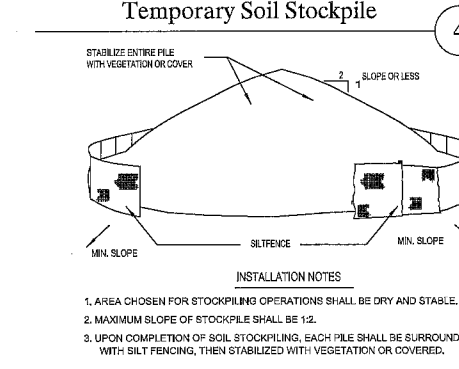 Temporary Soil Stockpile
4
STABILIZE ENTIRE PILE
WITH VEGETATION OR COVER
2
1 SLOPE OR LESS
MIN. SLOPE
SILTFENCE
MIN. SLOPE
INSTALLATION NOTES
1. AREA CHOSEN FOR STOCKPILING OPERATIONS SHALL BE DRY AND STABLE.
2. MAXIMUM SLOPE OF STOCKPILE SHALL BE 1:2.
3. UPON COMPLETION OF SOIL STOCKPILING, EACH PILE SHALL BE SURROUND
WITH SILT FENCING, THEN STABILIZED WITH VEGETATION OR COVERED.